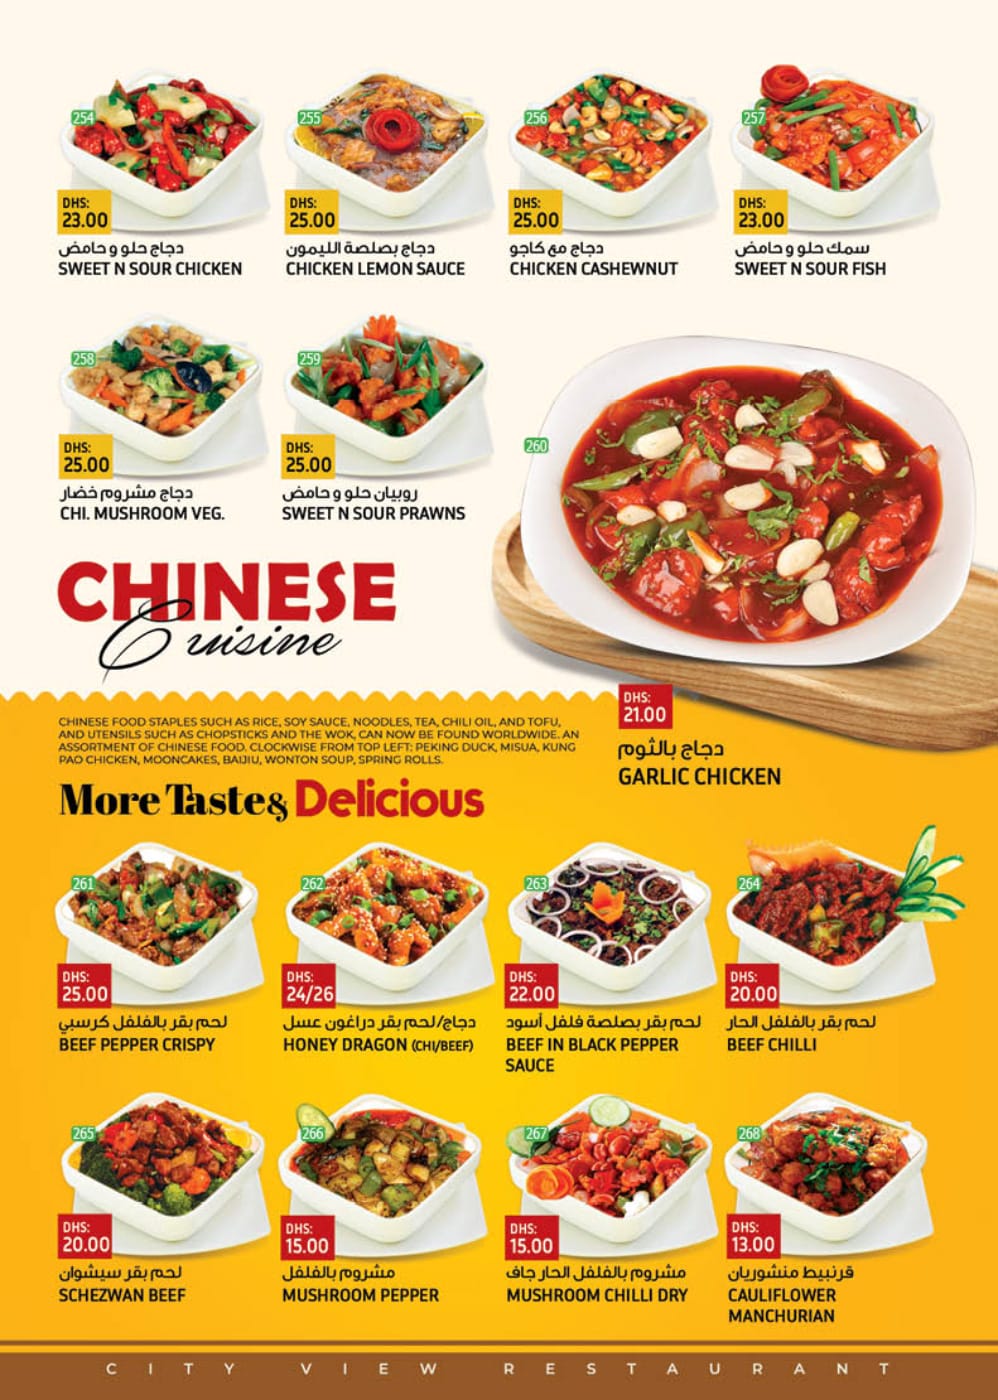 254
DHS:
23.00
دجاج حلو و حامض
SWEET N SOUR CHICKEN
255
DHS:
25.00
دجاج بصلصة الليمون
CHICKEN LEMON SAUCE
256
DHS:
25.00
دجاج مع كاجو
CHICKEN CASHEWNUT
257
DHS:
23.00
سمك حلو و حامض
SWEET N SOUR FISH
258
DHS:
25.00
دجاج مشروم خضار
CHI. MUSHROOM VEG.
259
DHS:
25.00
روبيان حلو و حامض
SWEET N SOUR PRAWNS
260
DHS:
21.00
دجاج بالثوم
GARLIC CHICKEN
CHINESE
Cuisine
CHINESE FOOD STAPLES SUCH AS RICE, SOY SAUCE, NOODLES, TEA, CHILI OIL, AND TOFU,
AND UTENSILS SUCH AS CHOPSTICKS AND THE WOK, CAN NOW BE FOUND WORLDWIDE. AN
ASSORTMENT OF CHINESE FOOD. CLOCKWISE FROM TOP LEFT: PEKING DUCK, MISUA, KUNG
PAO CHICKEN, MOONCAKES, BAIJIU, WONTON SOUP, SPRING ROLLS.
More Taste & Delicious
261
DHS:
25.00
لحم بقر بالفلفل كرسبي
BEEF PEPPER CRISPY
262
DHS:
24/26
دجاج/لحم بقر دراغون عسل
HONEY DRAGON (CHI/BEEF)
263
DHS:
22.00
لحم بقر بصلصة فلفل أسود
BEEF IN BLACK PEPPER
SAUCE
264
DHS:
20.00
لحم بقر بالفلفل الحار
BEEF CHILLI
265
DHS:
20.00
لحم بقر سيشوان
SCHEZWAN BEEF
266
DHS:
15.00
مشروم بالفلفل
MUSHROOM PEPPER
267
DHS:
15.00
مشروم بالفلفل الحار جاف
MUSHROOM CHILLI DRY
268
DHS:
13.00
قرنبيط منشوريان
CAULIFLOWER
MANCHURIAN
CITY VIEW RESTAURANT